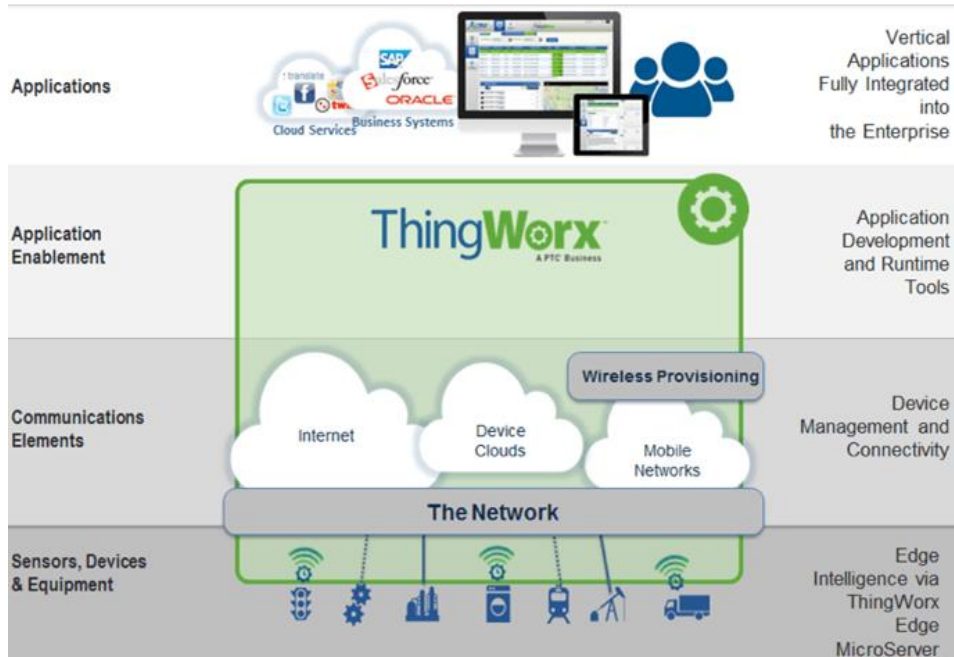 Applications
translate
SAP
salesforce
ORACLE
Cloud Services
Business Systems
Vertical
Applications
Fully Integrated
into
the Enterprise
Application
Enablement
ThingWorx
A PTC Business
Application
Development
and Runtime
Tools
Communications
Elements
Internet
Device
Clouds
Wireless Provisioning
Mobile
Networks
Device
Management and
Connectivity
The Network
Sensors, Devices
& Equipment
Edge
Intelligence via
ThingWorx
Edge
MicroServer